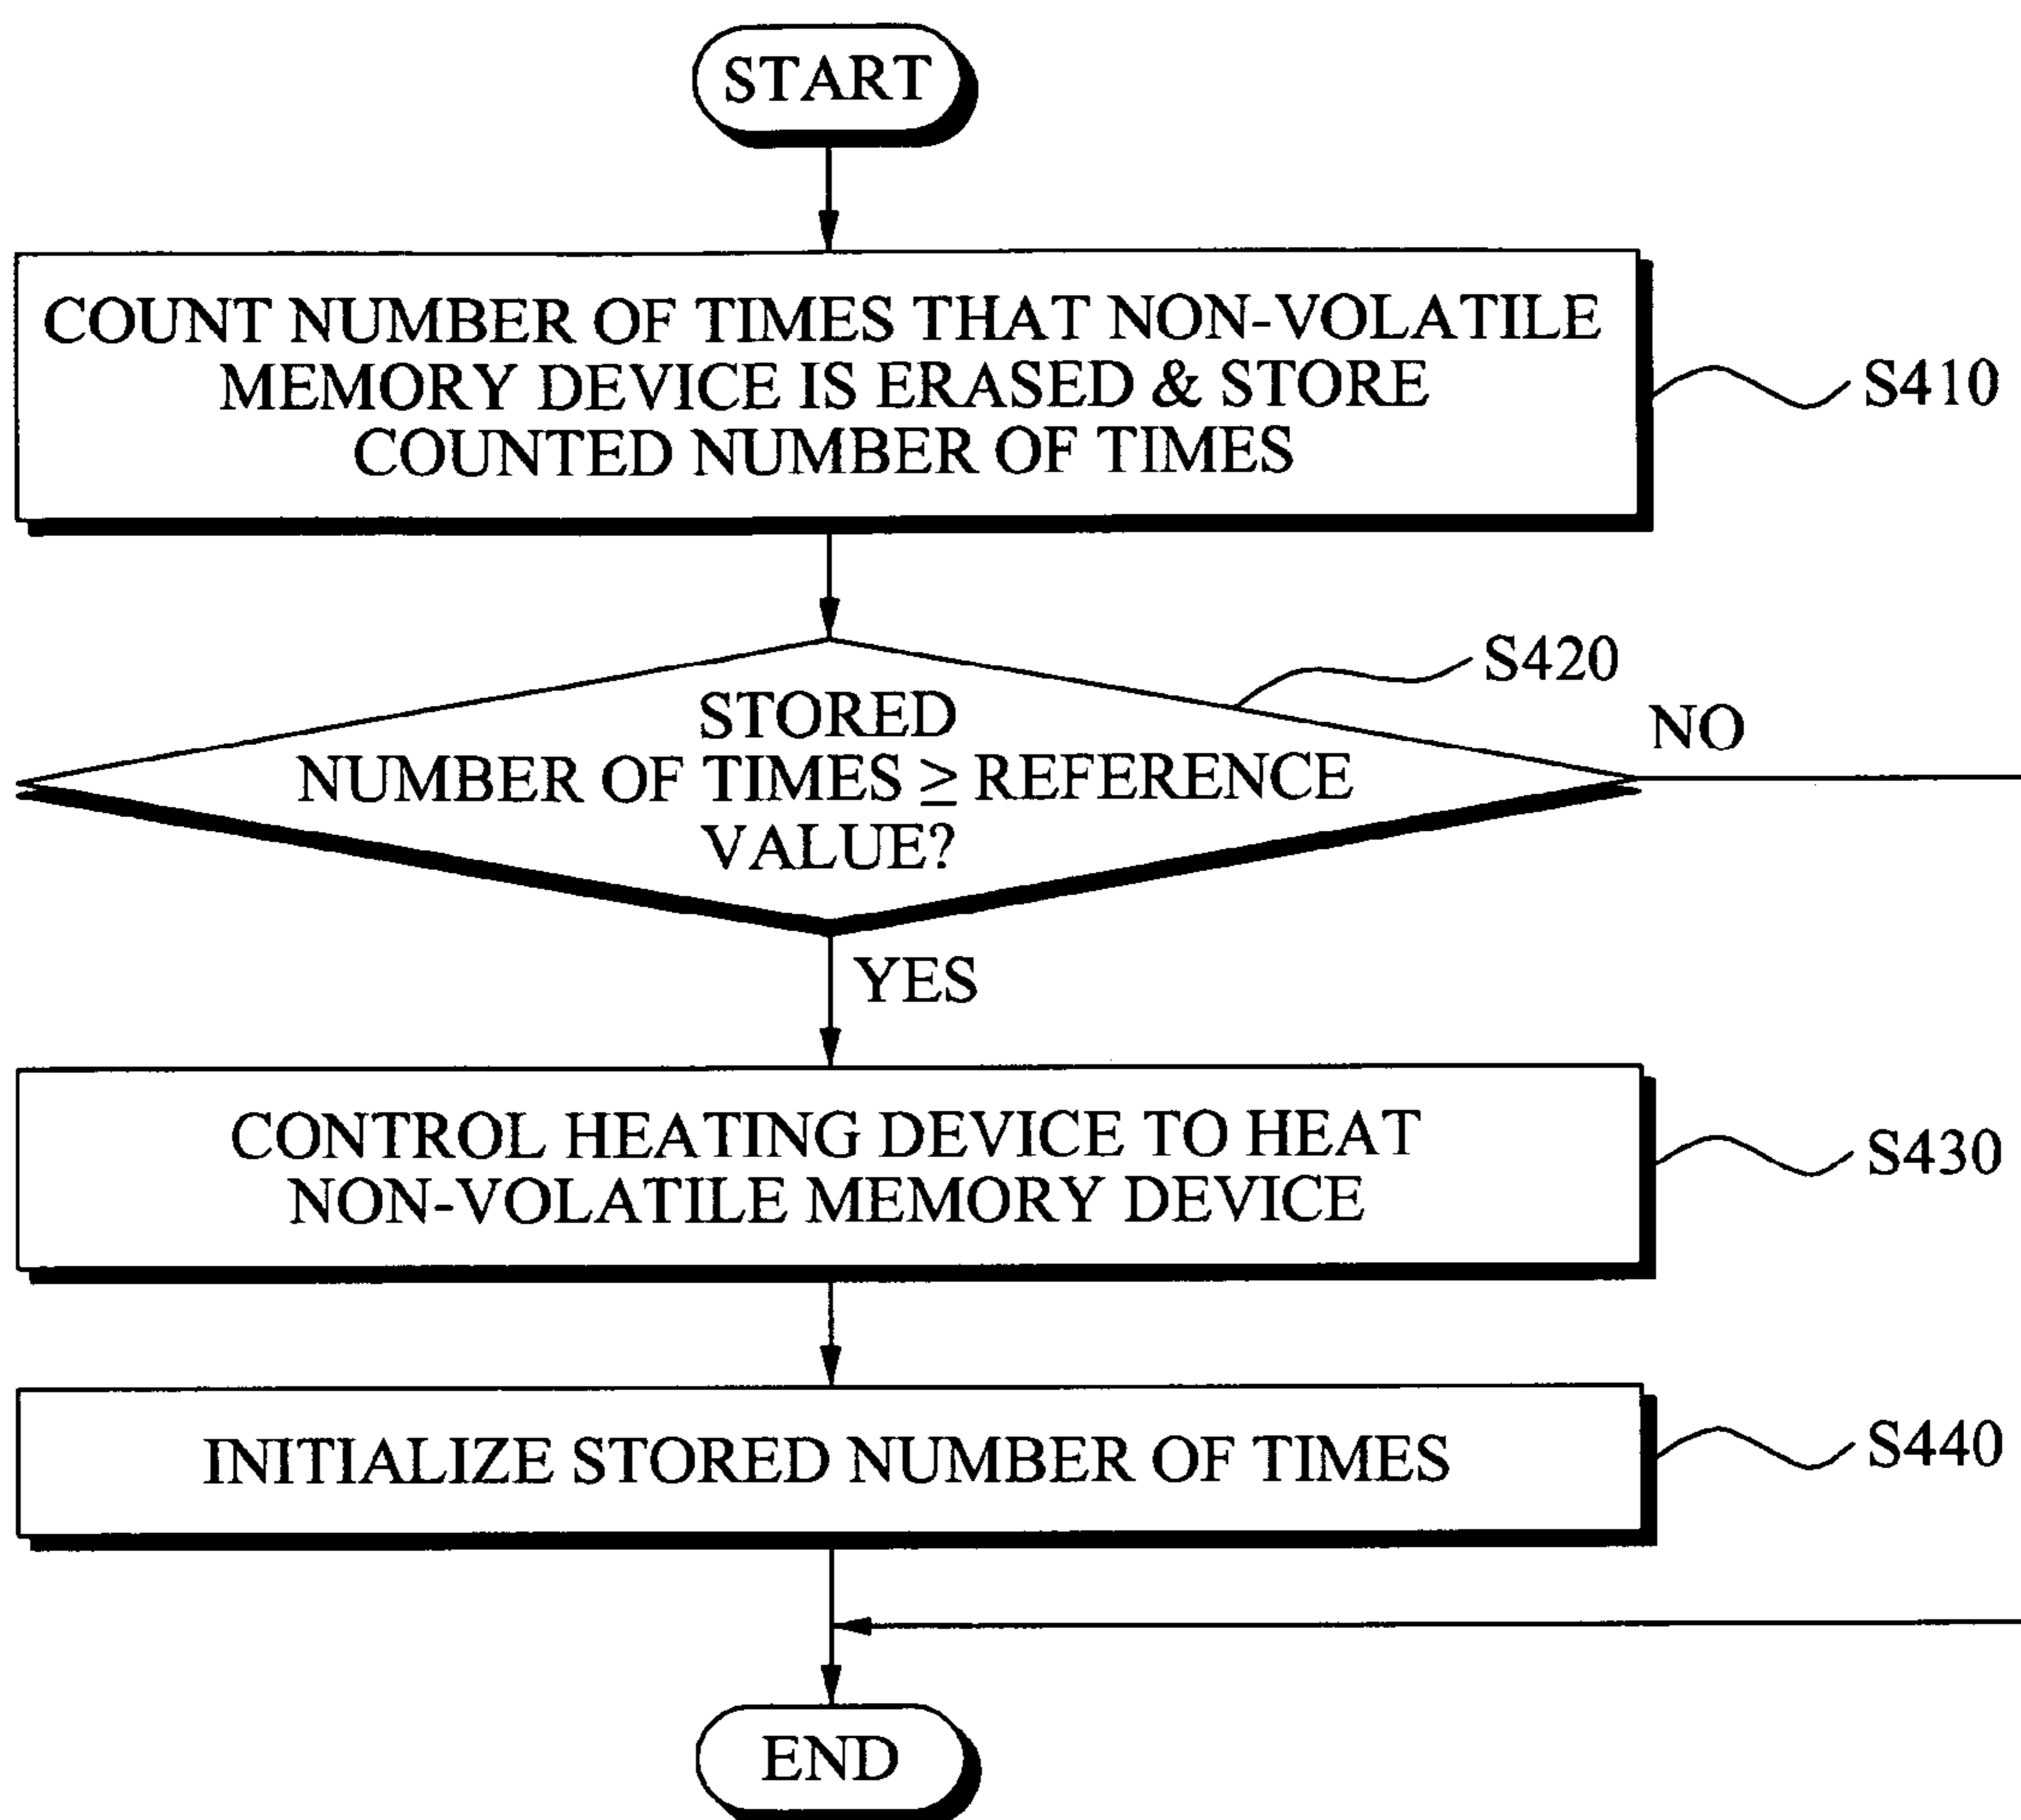 START
COUNT NUMBER OF TIMES THAT NON-VOLATILE
MEMORY DEVICE IS ERASED & STORE
COUNTED NUMBER OF TIMES
S410
S420
STORED
NUMBER OF TIMES ≥ REFERENCE
VALUE?
NO
YES
CONTROL HEATING DEVICE TO HEAT
NON-VOLATILE MEMORY DEVICE
S430
INITIALIZE STORED NUMBER OF TIMES
S440
END